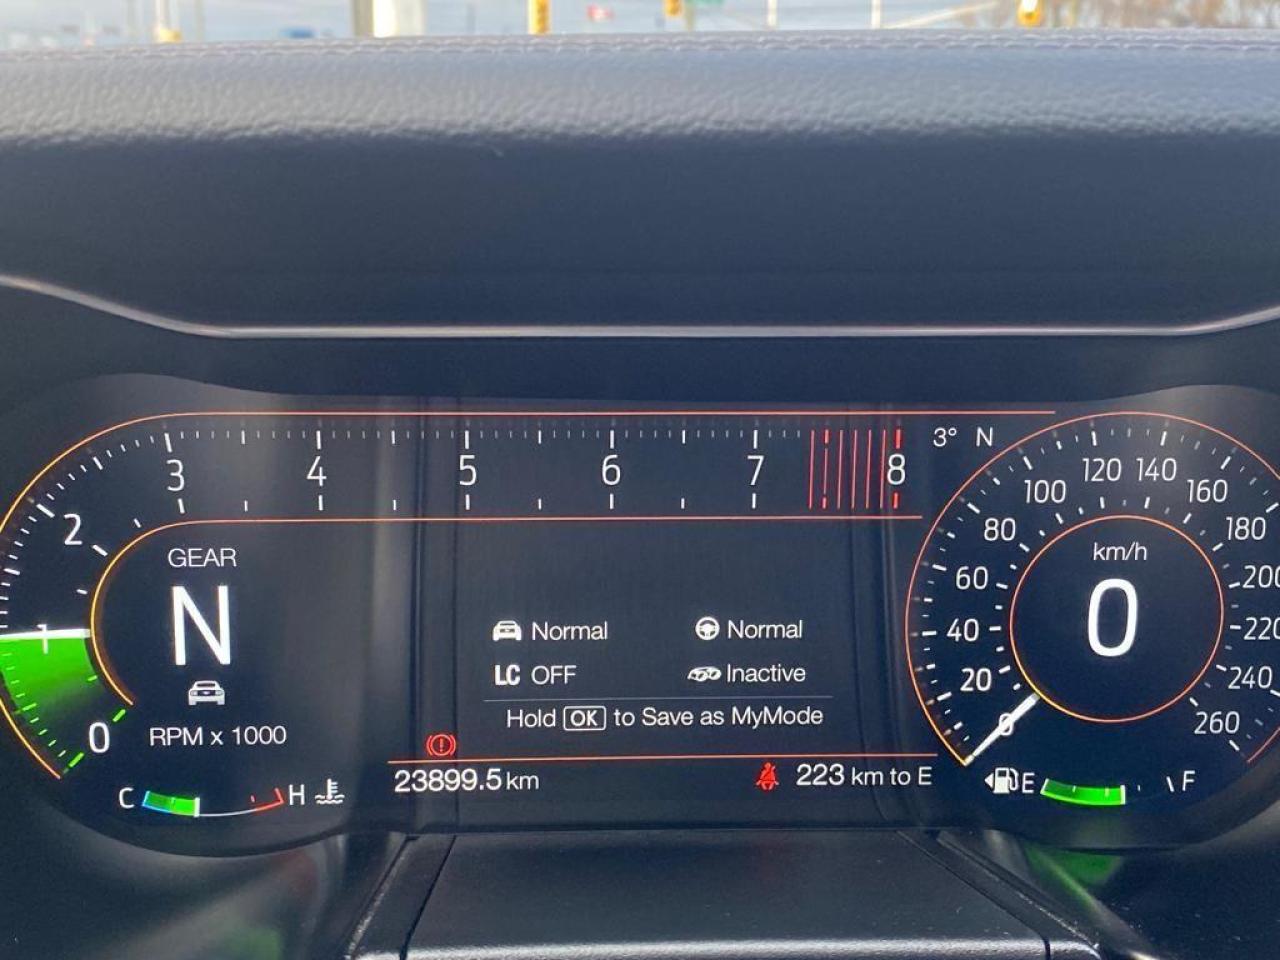 3 4 5 6 7 8
3° N
2
1
0
GEAR
N
RPM x 1000
C H
Normal Normal
LC OFF Inactive
Hold OK to Save as MyMode
23899.5 km 223 km to E
km/h
0
0 20 40 60 80 100 120 140 160 180 200 220 240 260
E F